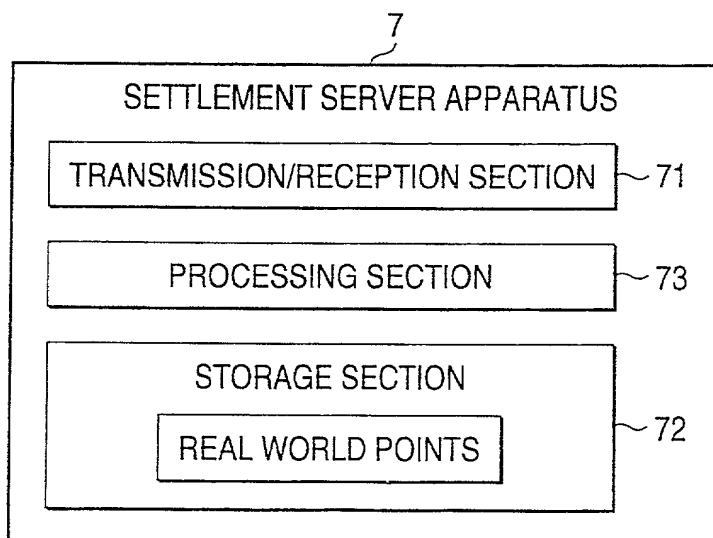 7
SETTLEMENT SERVER APPARATUS
TRANSMISSION/RECEPTION SECTION 71
PROCESSING SECTION 73
STORAGE SECTION
REAL WORLD POINTS
72